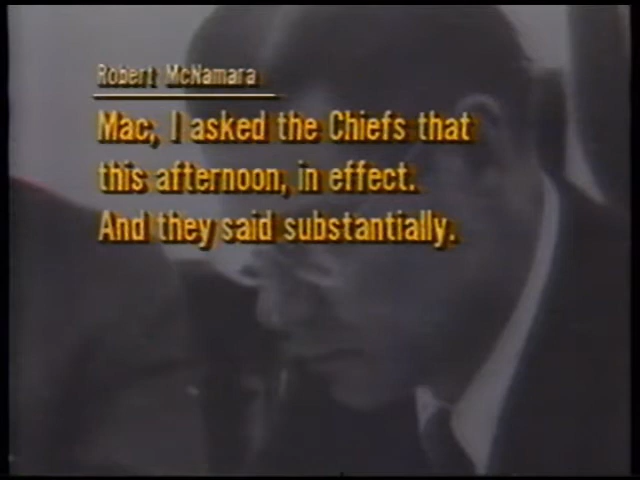 Robert McNamara
Mac, I asked the Chiefs that
this afternoon, in effect.
And they said substantially.